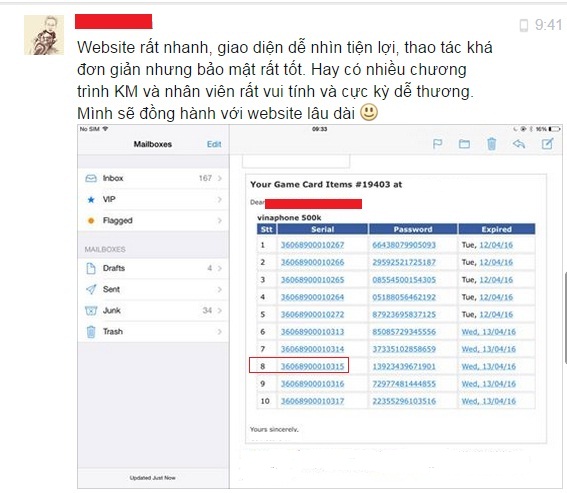 9:41
Website rất nhanh, giao diện dễ nhìn tiện lợi, thao tác khá
đơn giản nhưng bảo mật rất tốt. Hay có nhiều chương
trình KM và nhân viên rất vui tính và cực kỳ dễ thương.
Mình sẽ đồng hành với website lâu dài 😃
No SIM 09:33 16%
Mailboxes Edit
Inbox 167
VIP
Flagged
MAILBOXES
Drafts 4
Sent
Junk 34
Trash
Updated Just Now
Your Game Card Items #19403 at
Dear
vinaphone 500k
Stt Serial Password Expired
1 36068900010267 66438079905093 Tue, 12/04/16
2 36068900010266 29592521725187 Tue, 12/04/16
3 36068900010265 08554500154305 Tue, 12/04/16
4 36068900010264 05188056462192 Tue, 12/04/16
5 36068900010272 87923695837125 Tue, 12/04/16
6 36068900010313 85085729345556 Wed, 13/04/16
7 36068900010314 37335102858659 Wed, 13/04/16
8 36068900010315 13923439671901 Wed, 13/04/16
9 36068900010316 72977481444855 Wed, 13/04/16
10 36068900010317 22355296103516 Wed, 13/04/16
Yours sincerely.